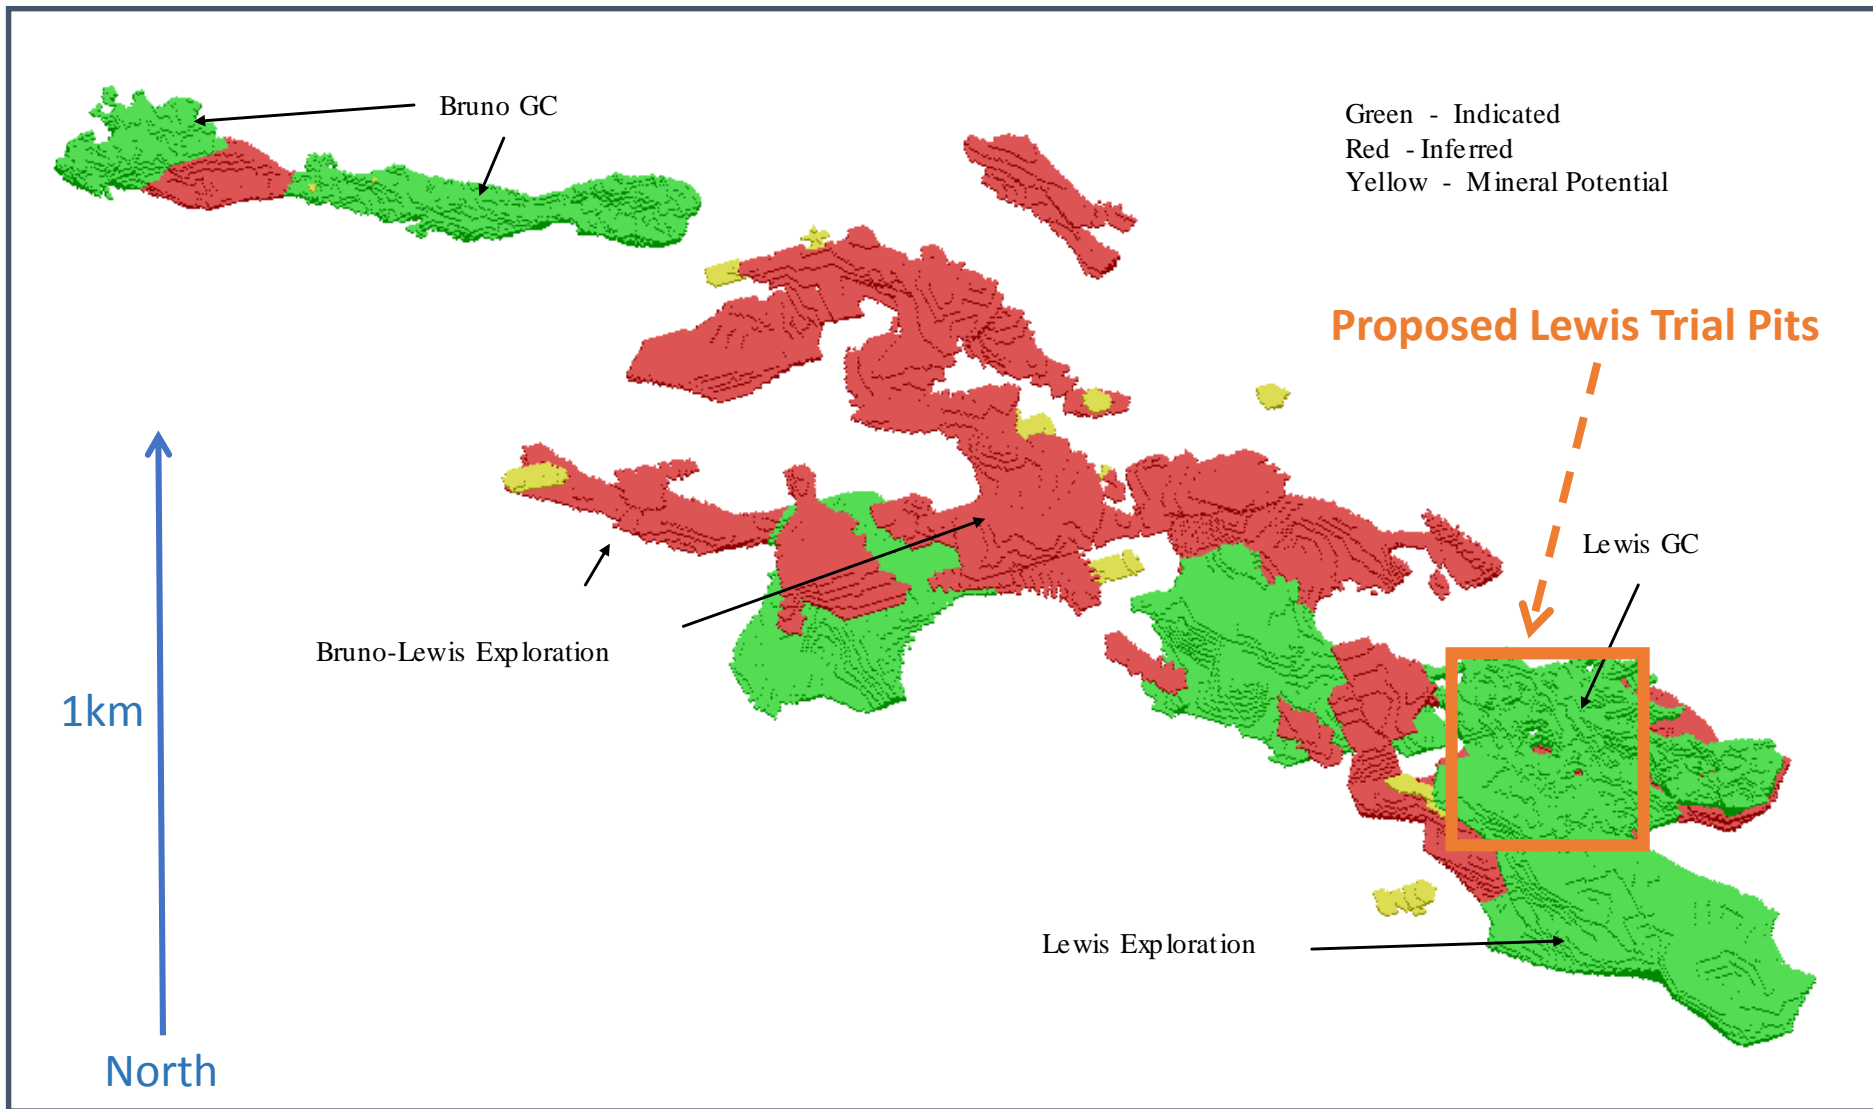 Bruno GC
Green - Indicated
Red - Inferred
Yellow - Mineral Potential
Proposed Lewis Trial Pits
Lewis GC
Bruno-Lewis Exploration
1km
Lewis Exploration
North